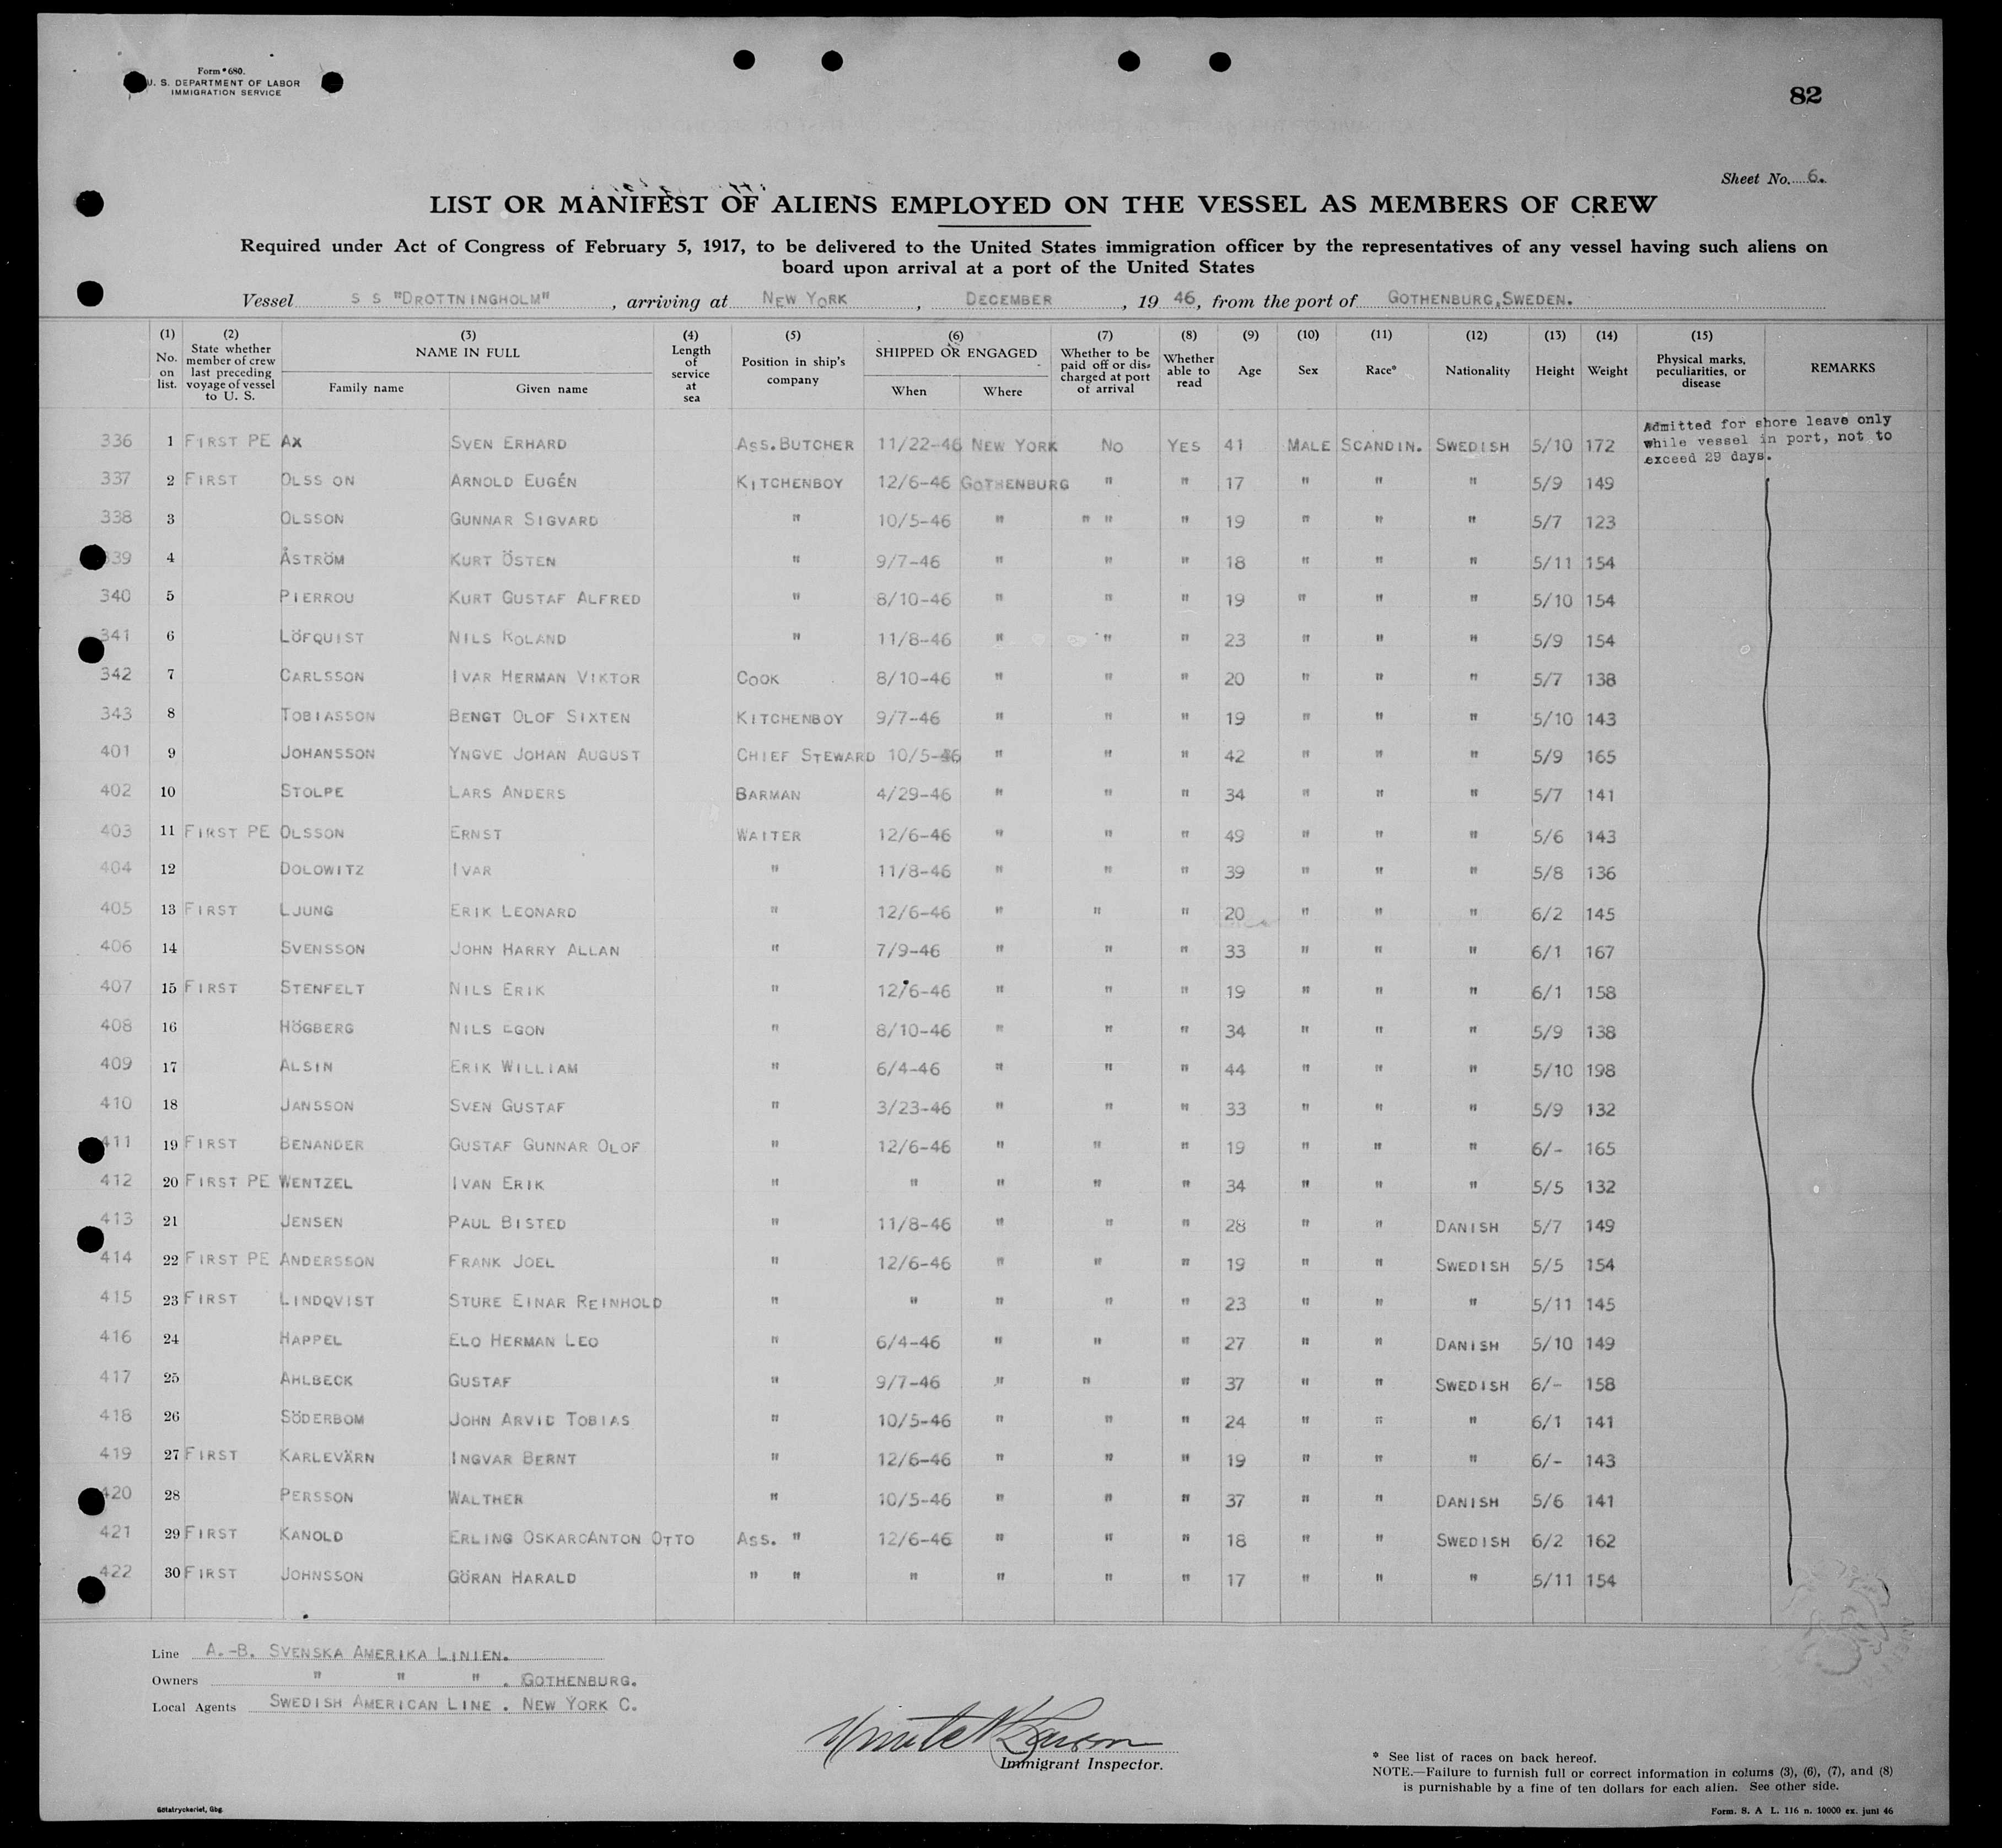 Form 680.
U. S. DEPARTMENT OF LABOR
IMMIGRATION SERVICE
82
Sheet No. 6.
LIST OR MANIFEST OF ALIENS EMPLOYED ON THE VESSEL AS MEMBERS OF CREW
Required under Act of Congress of February 5, 1917, to be delivered to the United States immigration officer by the representatives of any vessel having such aliens on
board upon arrival at a port of the United States
Vessel S S "DROTTNINGHOLM", arriving at NEW YORK, DECEMBER, 19 46, from the port of GOTHENBURG, SWEDEN.
(1) No. on list. (2) State whether member of crew last preceding voyage of vessel to U. S. (3) NAME IN FULL Family name Given name (4) Length of service at sea (5) Position in ship's company (6) SHIPPED OR ENGAGED When Where (7) Whether to be paid off or discharged at port of arrival (8) Whether able to read (9) Age (10) Sex (11) Race* (12) Nationality (13) Height (14) Weight (15) Physical marks, peculiarities, or disease REMARKS
336 1 FIRST PE AX SVEN ERHARD ASS.BUTCHER 11/22-46 NEW YORK NO YES 41 MALE SCANDIN. SWEDISH 5/10 172 Admitted for shore leave only while vessel in port, not to exceed 29 days.
337 2 FIRST OLSSON ARNOLD EUGÉN KITCHENBOY 12/6-46 GOTHENBURG " " 17 " " " 5/9 149
338 3 OLSSON GUNNAR SIGVARD " 10/5-46 " " " " 19 " " " 5/7 123
339 4 ÅSTRÖM KURT ÖSTEN " 9/7-46 " " " 18 " " " 5/11 154
340 5 PIERROU KURT GUSTAF ALFRED " 8/10-46 " " " 19 " " " 5/10 154
341 6 LÖFQUIST NILS ROLAND " 11/8-46 " " " 23 " " " 5/9 154
342 7 CARLSSON IVAR HERMAN VIKTOR COOK 8/10-46 " " " 20 " " " 5/7 138
343 8 TOBIASSON BENGT OLOF SIXTEN KITCHENBOY 9/7-46 " " " 19 " " " 5/10 143
401 9 JOHANSSON YNGVE JOHAN AUGUST CHIEF STEWARD 10/5-46 " " " 42 " " " 5/9 165
402 10 STOLPE LARS ANDERS BARMAN 4/29-46 " " " 34 " " " 5/7 141
403 11 FIRST PE OLSSON ERNST WAITER 12/6-46 " " " 49 " " " 5/6 143
404 12 DOLOWITZ IVAR " 11/8-46 " " " 39 " " " 5/8 136
405 13 FIRST LJUNG ERIK LEONARD " 12/6-46 " " " 20 " " " 6/2 145
406 14 SVENSSON JOHN HARRY ALLAN " 7/9-46 " " " 33 " " " 6/1 167
407 15 FIRST STENFELT NILS ERIK " 12/6-46 " " " 19 " " " 6/1 158
408 16 HÖGBERG NILS EGON " 8/10-46 " " " 34 " " " 5/9 138
409 17 ALSIN ERIK WILLIAM " 6/4-46 " " " 44 " " " 5/10 198
410 18 JANSSON SVEN GUSTAF " 3/23-46 " " " 33 " " " 5/9 132
411 19 FIRST BENANDER GUSTAF GUNNAR OLOF " 12/6-46 " " " 19 " " " 6/- 165
412 20 FIRST PE WENTZEL IVAN ERIK " " " " " 34 " " " 5/5 132
413 21 JENSEN PAUL BISTED " 11/8-46 " " " 28 " " DANISH 5/7 149
414 22 FIRST PE ANDERSSON FRANK JOEL " 12/6-46 " " " 19 " " SWEDISH 5/5 154
415 23 FIRST LINDQVIST STURE EINAR REINHOLD " " " " " 23 " " " 5/11 145
416 24 HAPPEL ELO HERMAN LEO " 6/4-46 " " " 27 " " DANISH 5/10 149
417 25 AHLBECK GUSTAF " 9/7-46 " " " 37 " " SWEDISH 6/- 158
418 26 SÖDERBOM JOHN ARVID TOBIAS " 10/5-46 " " " 24 " " " 6/1 141
419 27 FIRST KARLEVÄRN INGVAR BERNT " 12/6-46 " " " 19 " " " 6/- 143
420 28 PERSSON WALTHER " 10/5-46 " " " 37 " " DANISH 5/6 141
421 29 FIRST KANOLD ERLING OSKARCANTON OTTO ASS. " 12/6-46 " " " 18 " " SWEDISH 6/2 162
422 30 FIRST JOHNSSON GÖRAN HARALD " " " " " " 17 " " " 5/11 154
Line A.-B. SVENSKA AMERIKA LINIEN.
Owners " " " . GOTHENBURG.
Local Agents SWEDISH AMERICAN LINE . NEW YORK C.
Immigrant Inspector.
* See list of races on back hereof.
NOTE.—Failure to furnish full or correct information in colums (3), (6), (7), and (8)
is purnishable by a fine of ten dollars for each alien. See other side.
Götatryckeriet, Gbg.
Form. S. A L. 116 n. 10000 ex. juni 46